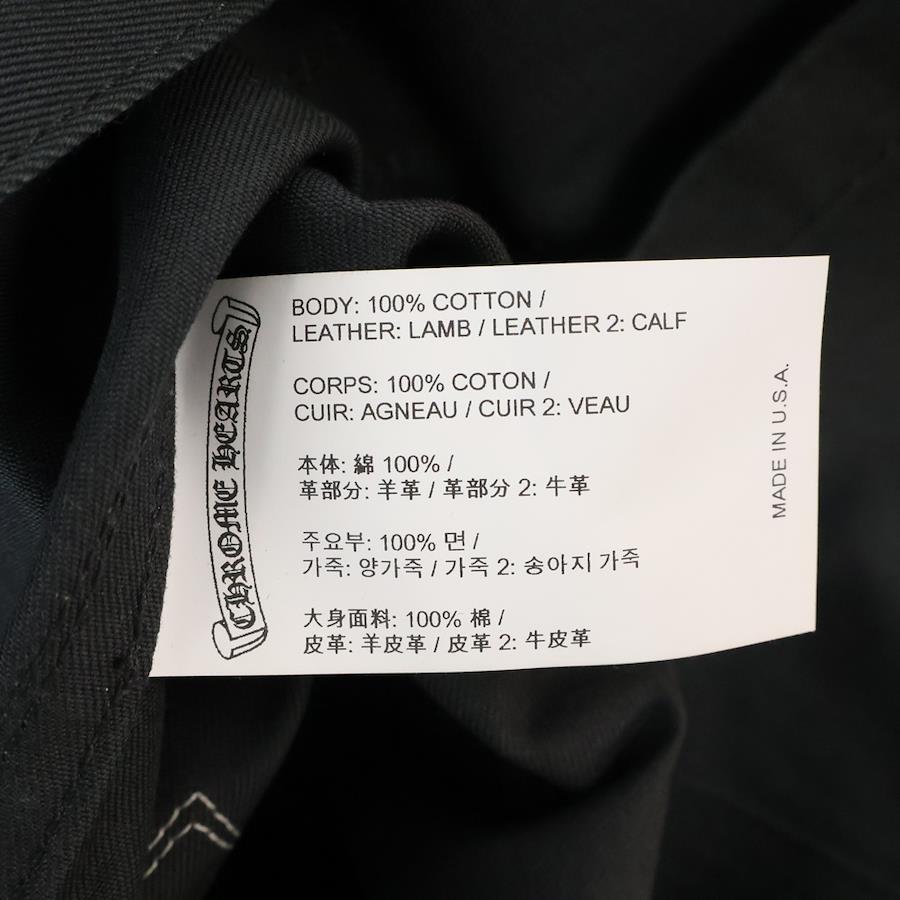 CHROME HEARTS
BODY: 100% COTTON /
LEATHER: LAMB / LEATHER 2: CALF
CORPS: 100% COTON /
CUIR: AGNEAU / CUIR 2: VEAU
本体: 綿 100% /
革部分: 羊革 / 革部分 2: 牛革
주요부: 100% 면 /
가죽: 양가죽 / 가죽 2: 송아지 가죽
大身面料: 100% 棉 /
皮革: 羊皮革 / 皮革 2: 牛皮革
MADE IN U.S.A.